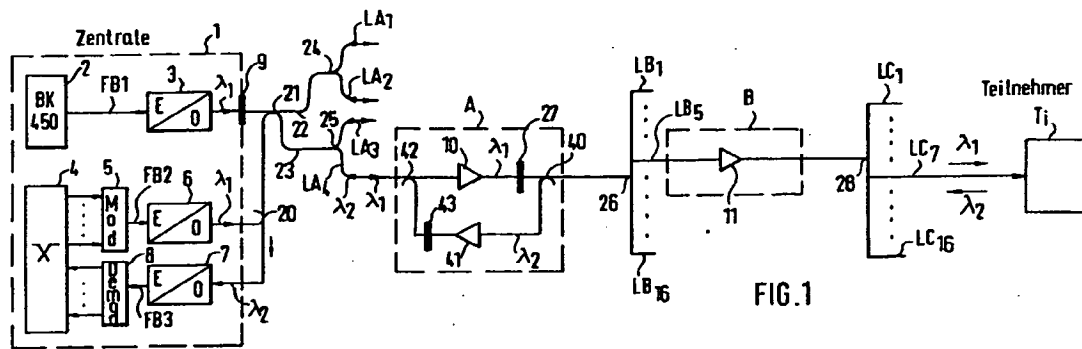 Zentrale
1
2
BK
450
FB1
3
E
O
λ1
9
21
22
24
LA1
LA2
25
LA3
LA4
23
λ2
λ1
4
5
Mod
FB2
6
E
O
λ1
20
8
Demod
FB3
7
E
O
λ2
A
42
10
λ1
27
40
43
41
λ2
26
LB1
LB5
LB16
B
11
28
LC1
LC7
LC16
λ1
λ2
Teilnehmer
Ti
FIG.1